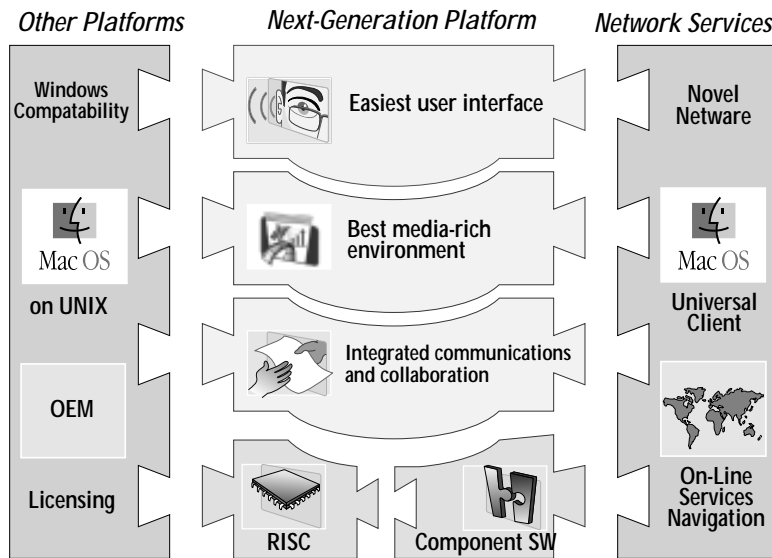 Other Platforms
Next-Generation Platform
Network Services
Windows
Compatability
Mac OS
on UNIX
OEM
Licensing
Easiest user interface
Best media-rich
environment
Integrated communications
and collaboration
RISC
Component SW
Novel
Netware
Mac OS
Universal
Client
On-Line
Services
Navigation